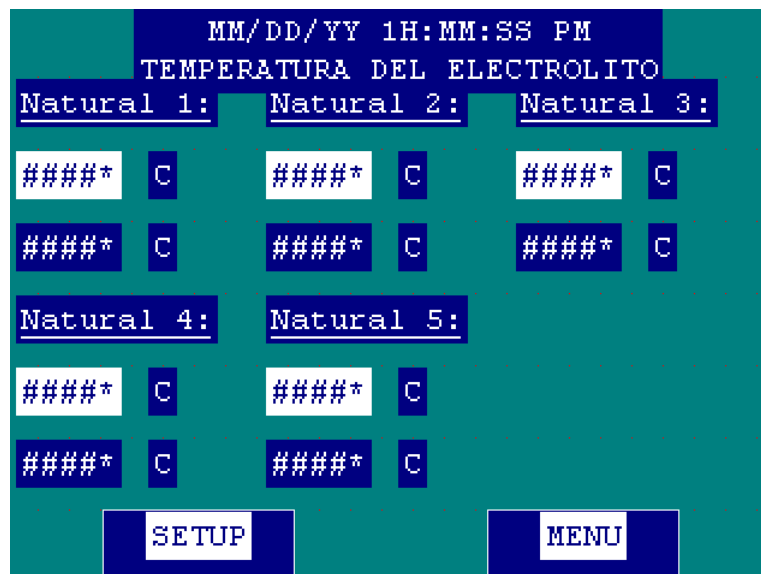 MM/DD/YY 1H:MM:SS PM
TEMPERATURA DEL ELECTROLITO
Natural 1: Natural 2: Natural 3:
####* C ####* C ####* C
####* C ####* C ####* C
Natural 4: Natural 5:
####* C ####* C
####* C ####* C
SETUP MENU